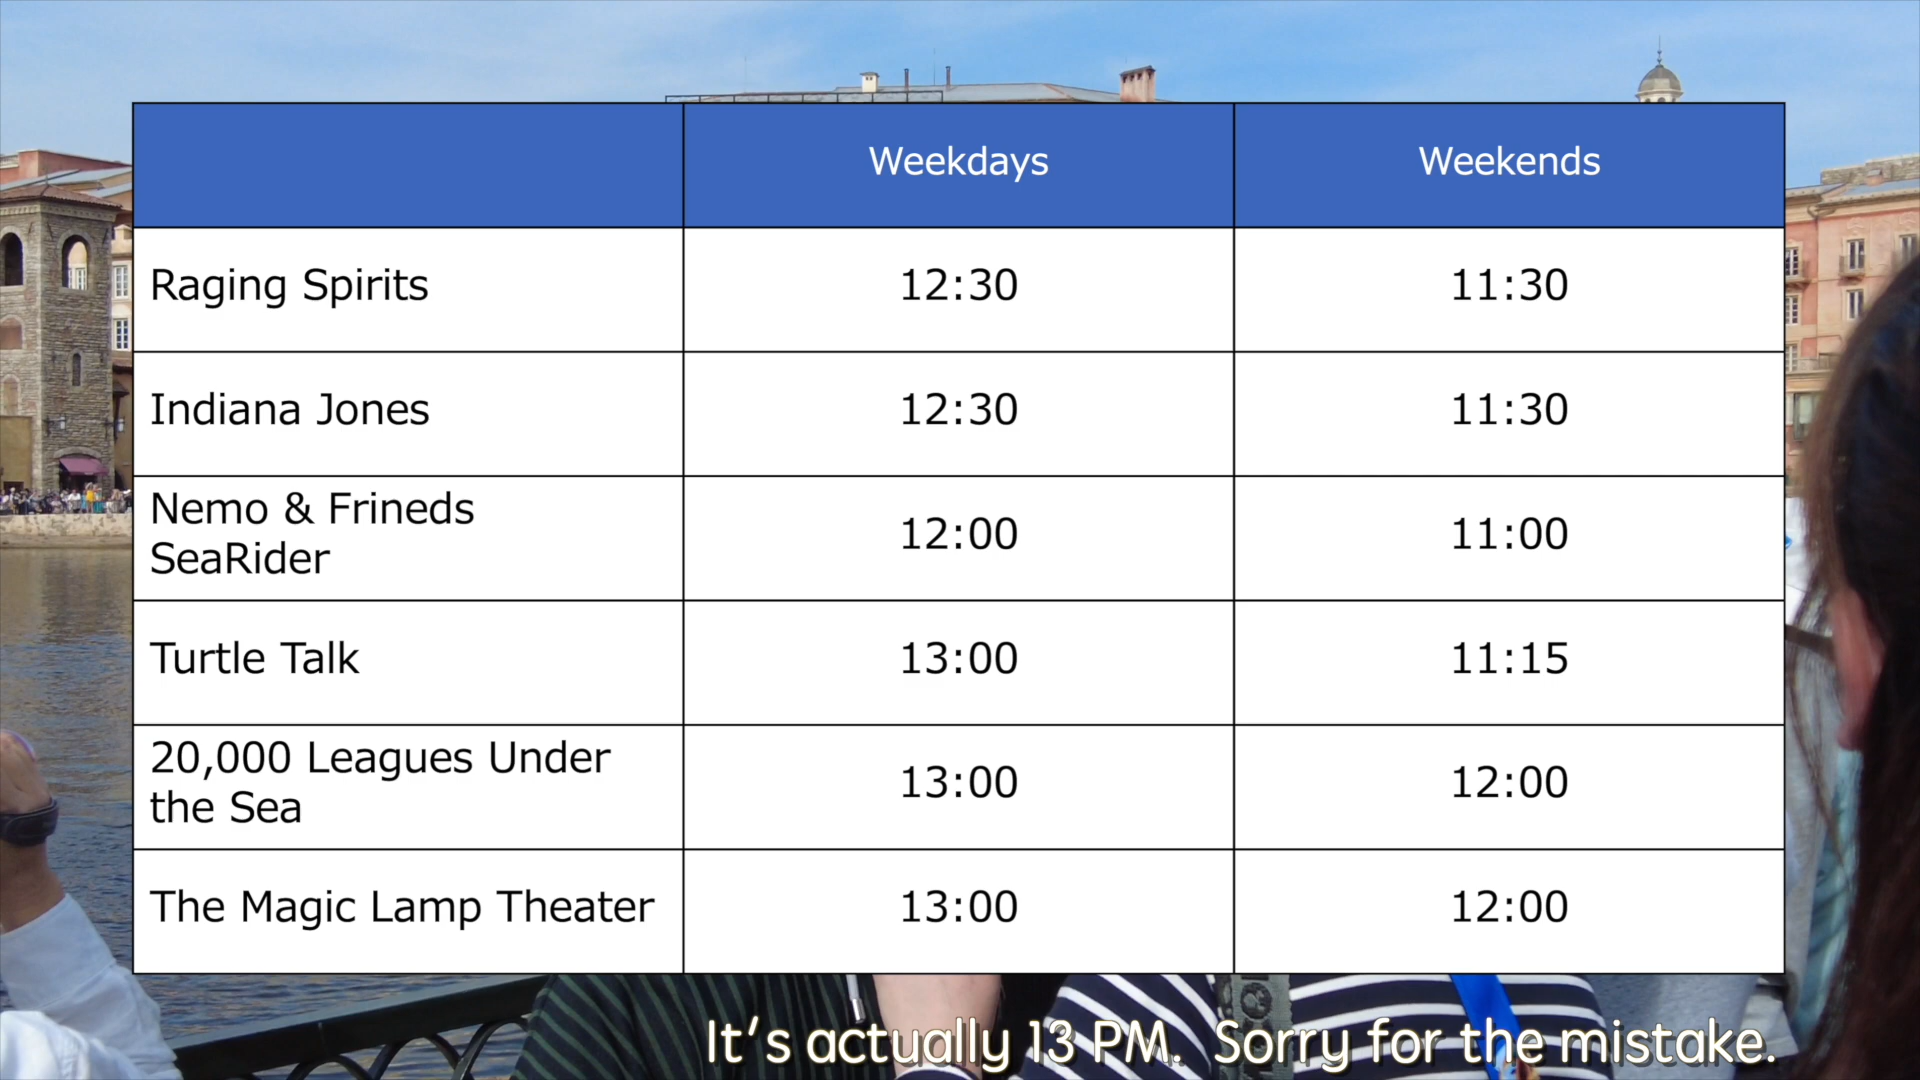 Weekdays Weekends
Raging Spirits 12:30 11:30
Indiana Jones 12:30 11:30
Nemo & Frineds
SeaRider 12:00 11:00
Turtle Talk 13:00 11:15
20,000 Leagues Under
the Sea 13:00 12:00
The Magic Lamp Theater 13:00 12:00
It's actually 13 PM. Sorry for the mistake.